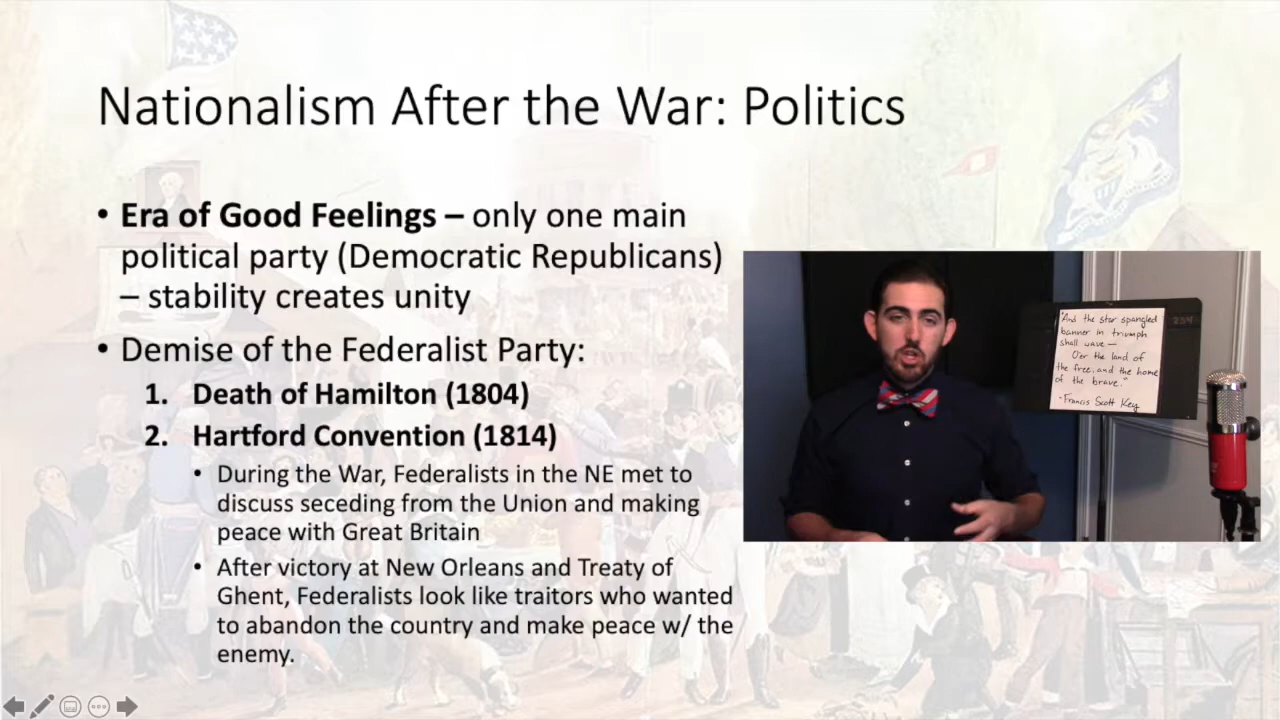 Nationalism After the War: Politics
• Era of Good Feelings – only one main
political party (Democratic Republicans)
– stability creates unity
• Demise of the Federalist Party:
1. Death of Hamilton (1804)
2. Hartford Convention (1814)
• During the War, Federalists in the NE met to
discuss seceding from the Union and making
peace with Great Britain
• After victory at New Orleans and Treaty of
Ghent, Federalists look like traitors who wanted
to abandon the country and make peace w/ the
enemy.
"And the star spangled
banner in triumph
shall wave —
O'er the land of
the free, and the home
of the brave."
-Francis Scott Key